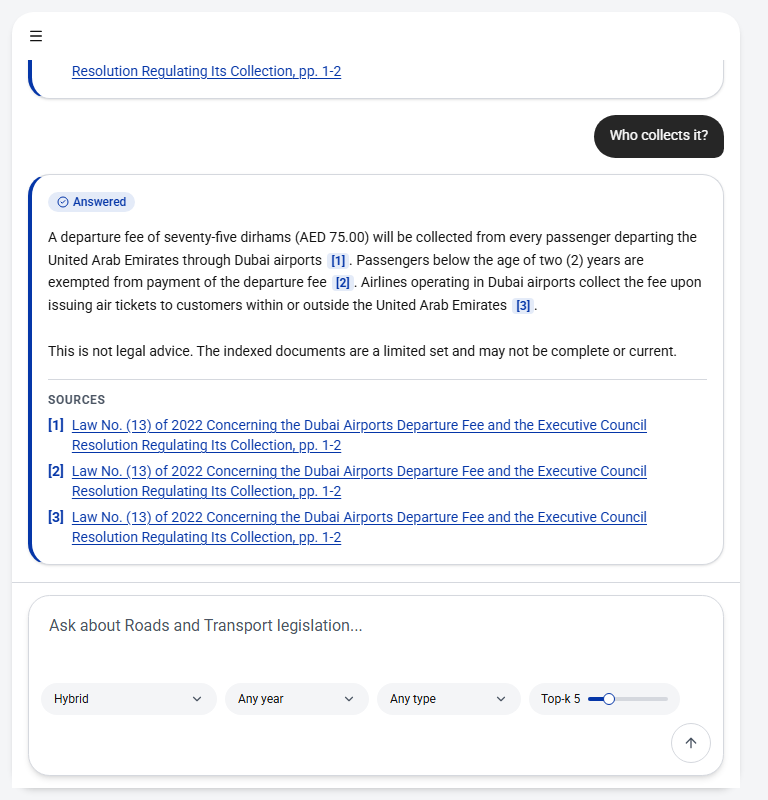 Resolution Regulating Its Collection, pp. 1-2
Who collects it?
Answered
A departure fee of seventy-five dirhams (AED 75.00) will be collected from every passenger departing the
United Arab Emirates through Dubai airports [1]. Passengers below the age of two (2) years are
exempted from payment of the departure fee [2]. Airlines operating in Dubai airports collect the fee upon
issuing air tickets to customers within or outside the United Arab Emirates [3].
This is not legal advice. The indexed documents are a limited set and may not be complete or current.
SOURCES
[1] Law No. (13) of 2022 Concerning the Dubai Airports Departure Fee and the Executive Council
Resolution Regulating Its Collection, pp. 1-2
[2] Law No. (13) of 2022 Concerning the Dubai Airports Departure Fee and the Executive Council
Resolution Regulating Its Collection, pp. 1-2
[3] Law No. (13) of 2022 Concerning the Dubai Airports Departure Fee and the Executive Council
Resolution Regulating Its Collection, pp. 1-2
Ask about Roads and Transport legislation...
Hybrid Any year Any type Top-k 5